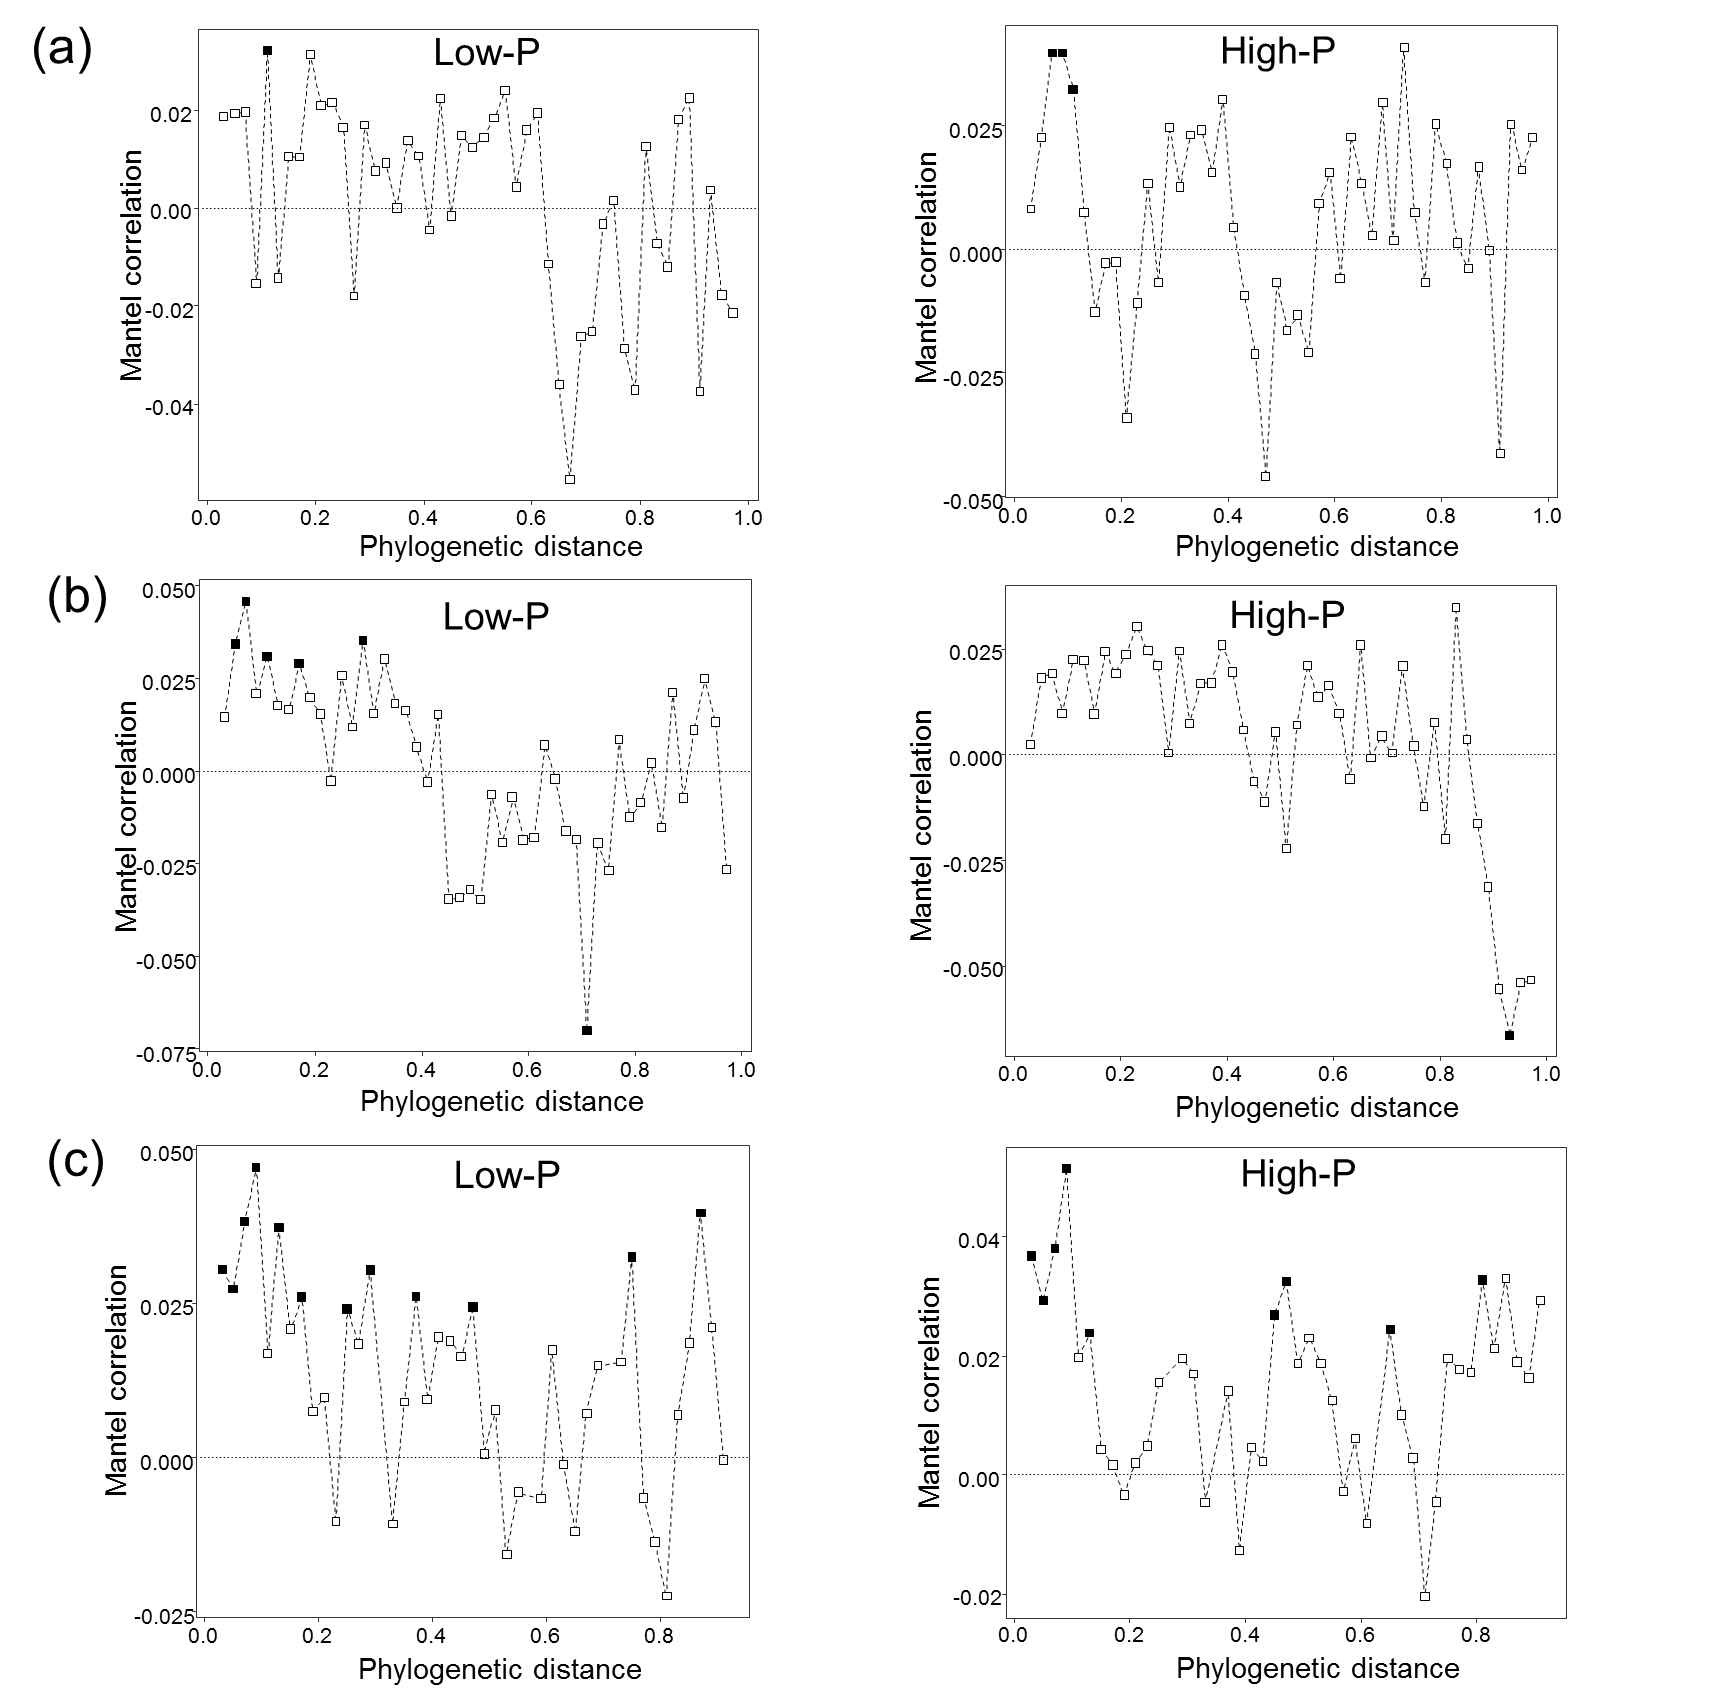 (a)
Low-P
Mantel correlation
0.02
0.00
-0.02
-0.04
0.0 0.2 0.4 0.6 0.8 1.0
Phylogenetic distance
High-P
Mantel correlation
0.025
0.000
-0.025
-0.050
0.0 0.2 0.4 0.6 0.8 1.0
Phylogenetic distance
(b)
Low-P
Mantel correlation
0.050
0.025
0.000
-0.025
-0.050
-0.075
0.0 0.2 0.4 0.6 0.8 1.0
Phylogenetic distance
High-P
Mantel correlation
0.025
0.000
-0.025
-0.050
0.0 0.2 0.4 0.6 0.8 1.0
Phylogenetic distance
(c)
Low-P
Mantel correlation
0.050
0.025
0.000
-0.025
0.0 0.2 0.4 0.6 0.8
Phylogenetic distance
High-P
Mantel correlation
0.04
0.02
0.00
-0.02
0.0 0.2 0.4 0.6 0.8
Phylogenetic distance